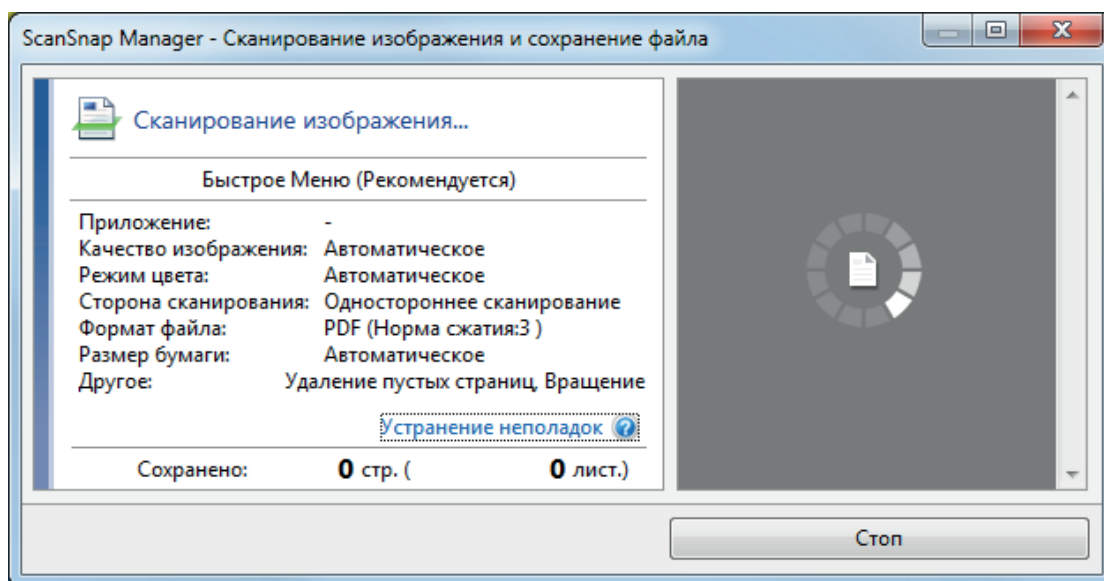 ScanSnap Manager - Сканирование изображения и сохранение файла
Сканирование изображения...
Быстрое Меню (Рекомендуется)
Приложение: -
Качество изображения: Автоматическое
Режим цвета: Автоматическое
Сторона сканирования: Одностороннее сканирование
Формат файла: PDF (Норма сжатия:3 )
Размер бумаги: Автоматическое
Другое: Удаление пустых страниц, Вращение
Устранение неполадок ?
Сохранено: 0 стр. ( 0 лист.)
Стоп